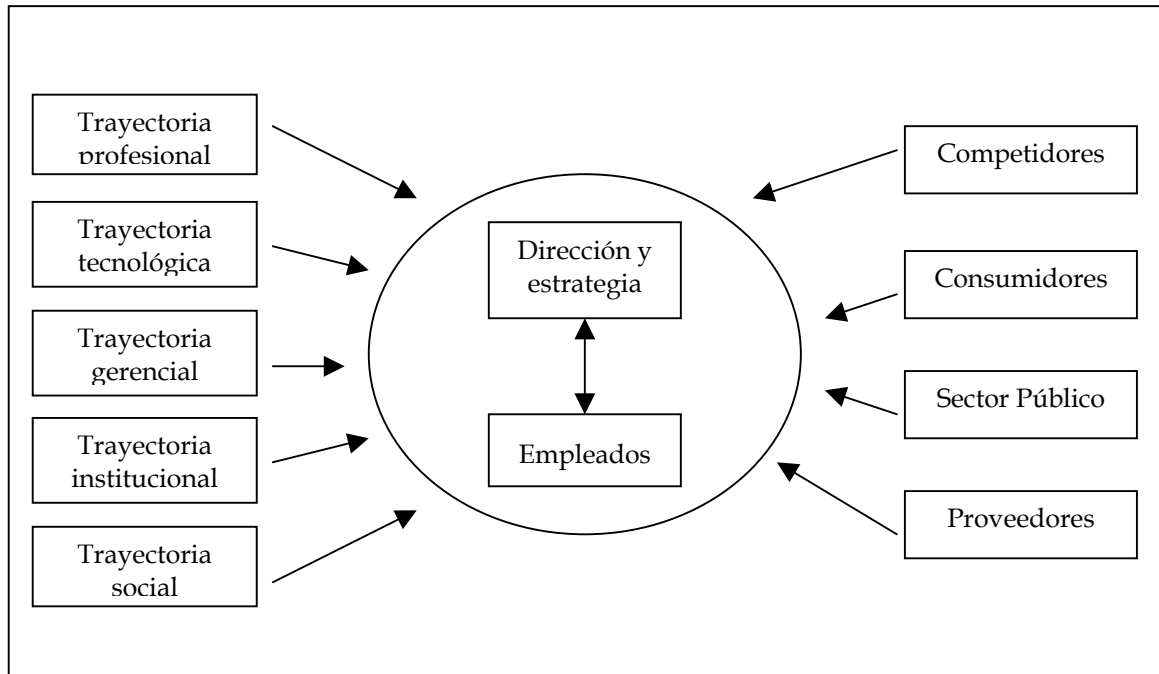 Trayectoria
profesional
Trayectoria
tecnológica
Trayectoria
gerencial
Trayectoria
institucional
Trayectoria
social
Dirección y
estrategia
Empleados
Competidores
Consumidores
Sector Público
Proveedores